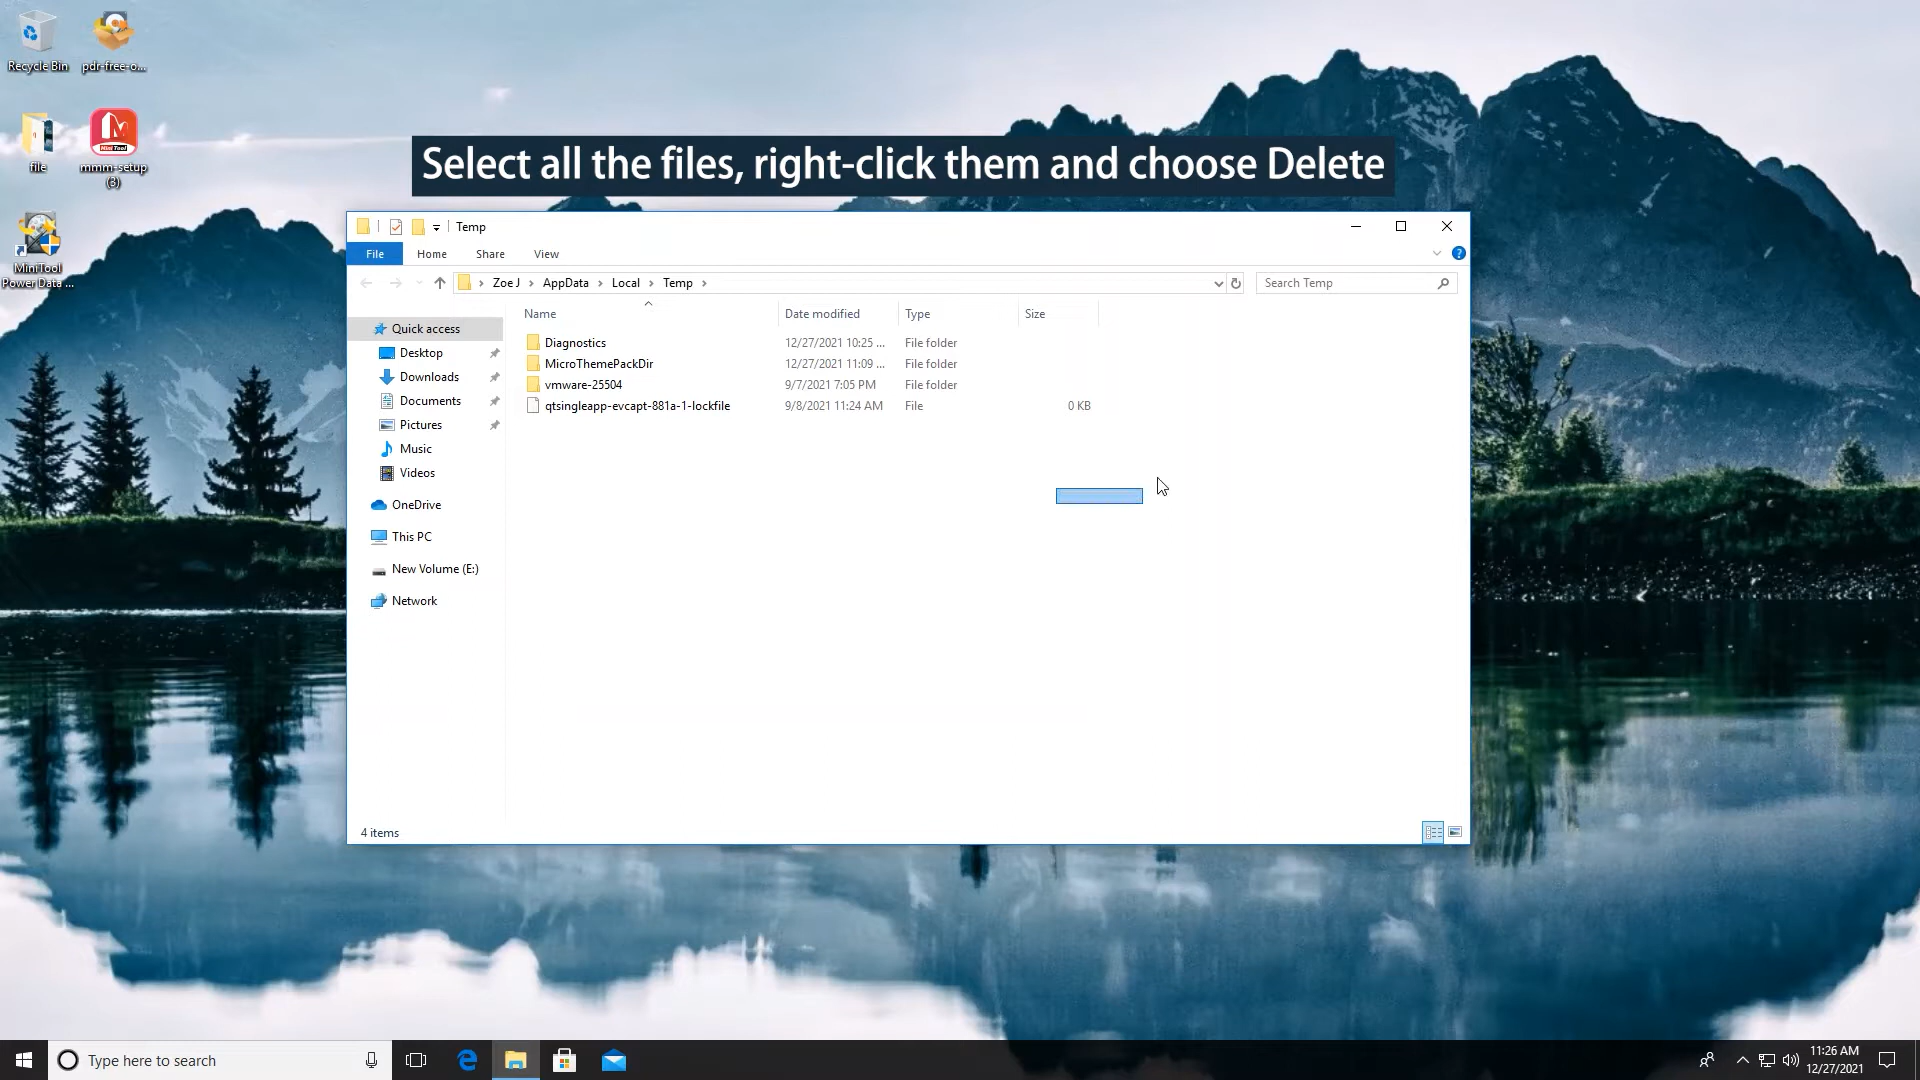 Recycle Bin
pdr-free-o...
file
mmm-setup
(3)
Mini Tool
MiniTool
Power Data ...
Select all the files, right-click them and choose Delete
Temp
File Home Share View
Zoe J > AppData > Local > Temp >
Search Temp
Name Date modified Type Size
Quick access
Desktop
Downloads
Documents
Pictures
Music
Videos
OneDrive
This PC
New Volume (E:)
Network
Diagnostics 12/27/2021 10:25 ... File folder
MicroThemePackDir 12/27/2021 11:09 ... File folder
vmware-25504 9/7/2021 7:05 PM File folder
qtsingleapp-evcapt-881a-1-lockfile 9/8/2021 11:24 AM File 0 KB
4 items
Type here to search
11:26 AM
12/27/2021